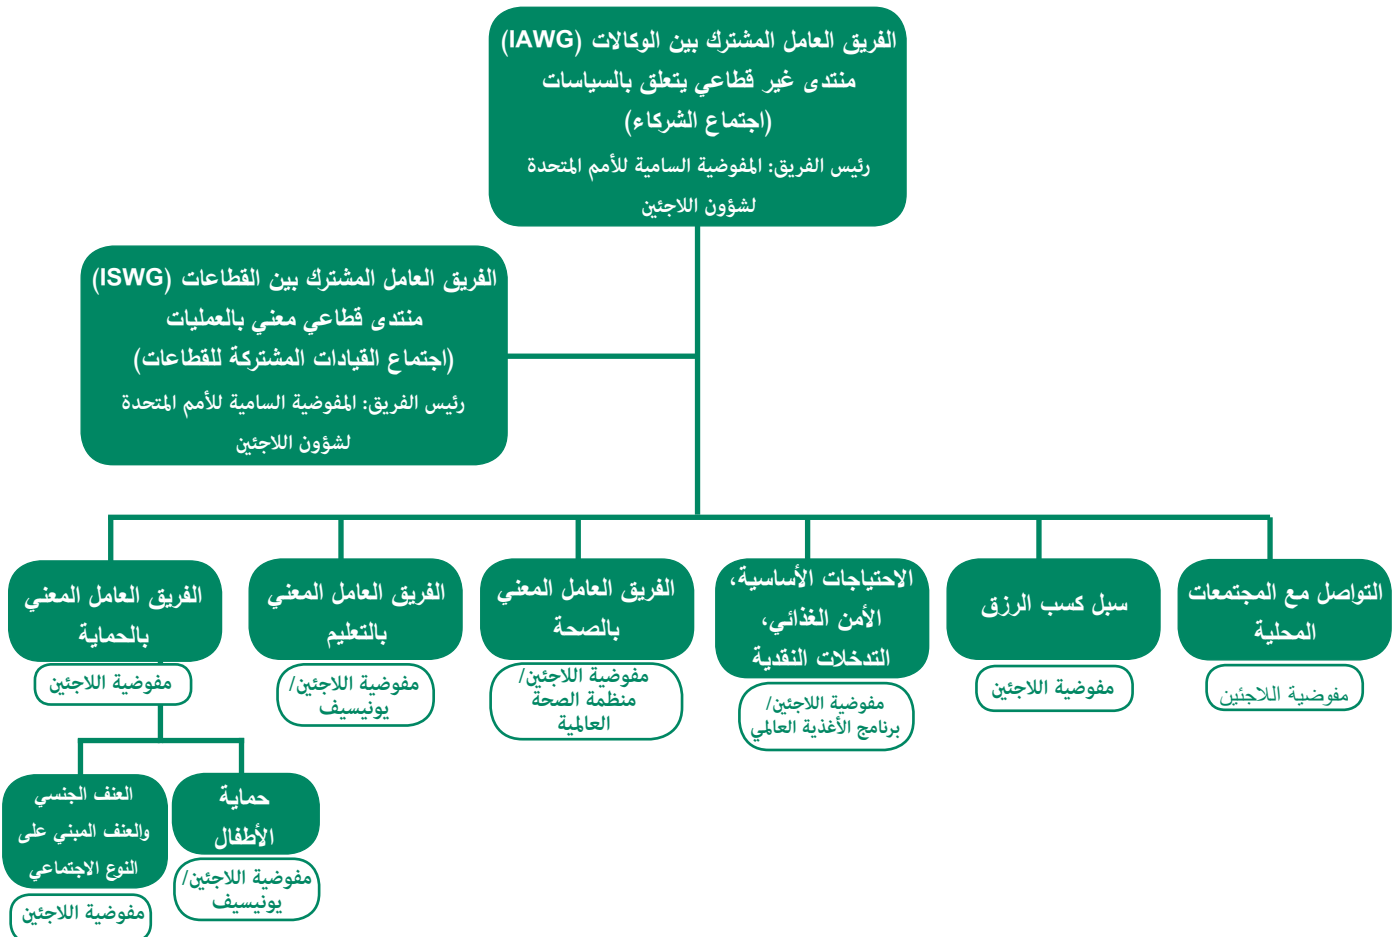 الفريق العامل المشترك بين الوكالات (IAWG)
منتدى غير قطاعي يتعلق بالسياسات
(اجتماع الشركاء)
رئيس الفريق: المفوضية السامية للأمم المتحدة
لشؤون اللاجئين
الفريق العامل المشترك بين القطاعات (ISWG)
منتدى قطاعي معني بالعمليات
(اجتماع القيادات المشتركة للقطاعات)
رئيس الفريق: المفوضية السامية للأمم المتحدة
لشؤون اللاجئين
التواصل مع المجتمعات
المحلية
مفوضية اللاجئين
سبل كسب الرزق
مفوضية اللاجئين
الاحتياجات الأساسية،
الأمن الغذائي،
التدخلات النقدية
مفوضية اللاجئين/
برنامج الأغذية العالمي
الفريق العامل المعني
بالصحة
مفوضية اللاجئين/
منظمة الصحة
العالمية
الفريق العامل المعني
بالتعليم
مفوضية اللاجئين/
يونيسيف
الفريق العامل المعني
بالحماية
مفوضية اللاجئين
حماية
الأطفال
مفوضية اللاجئين/
يونيسيف
العنف الجنسي
والعنف المبني على
النوع الاجتماعي
مفوضية اللاجئين